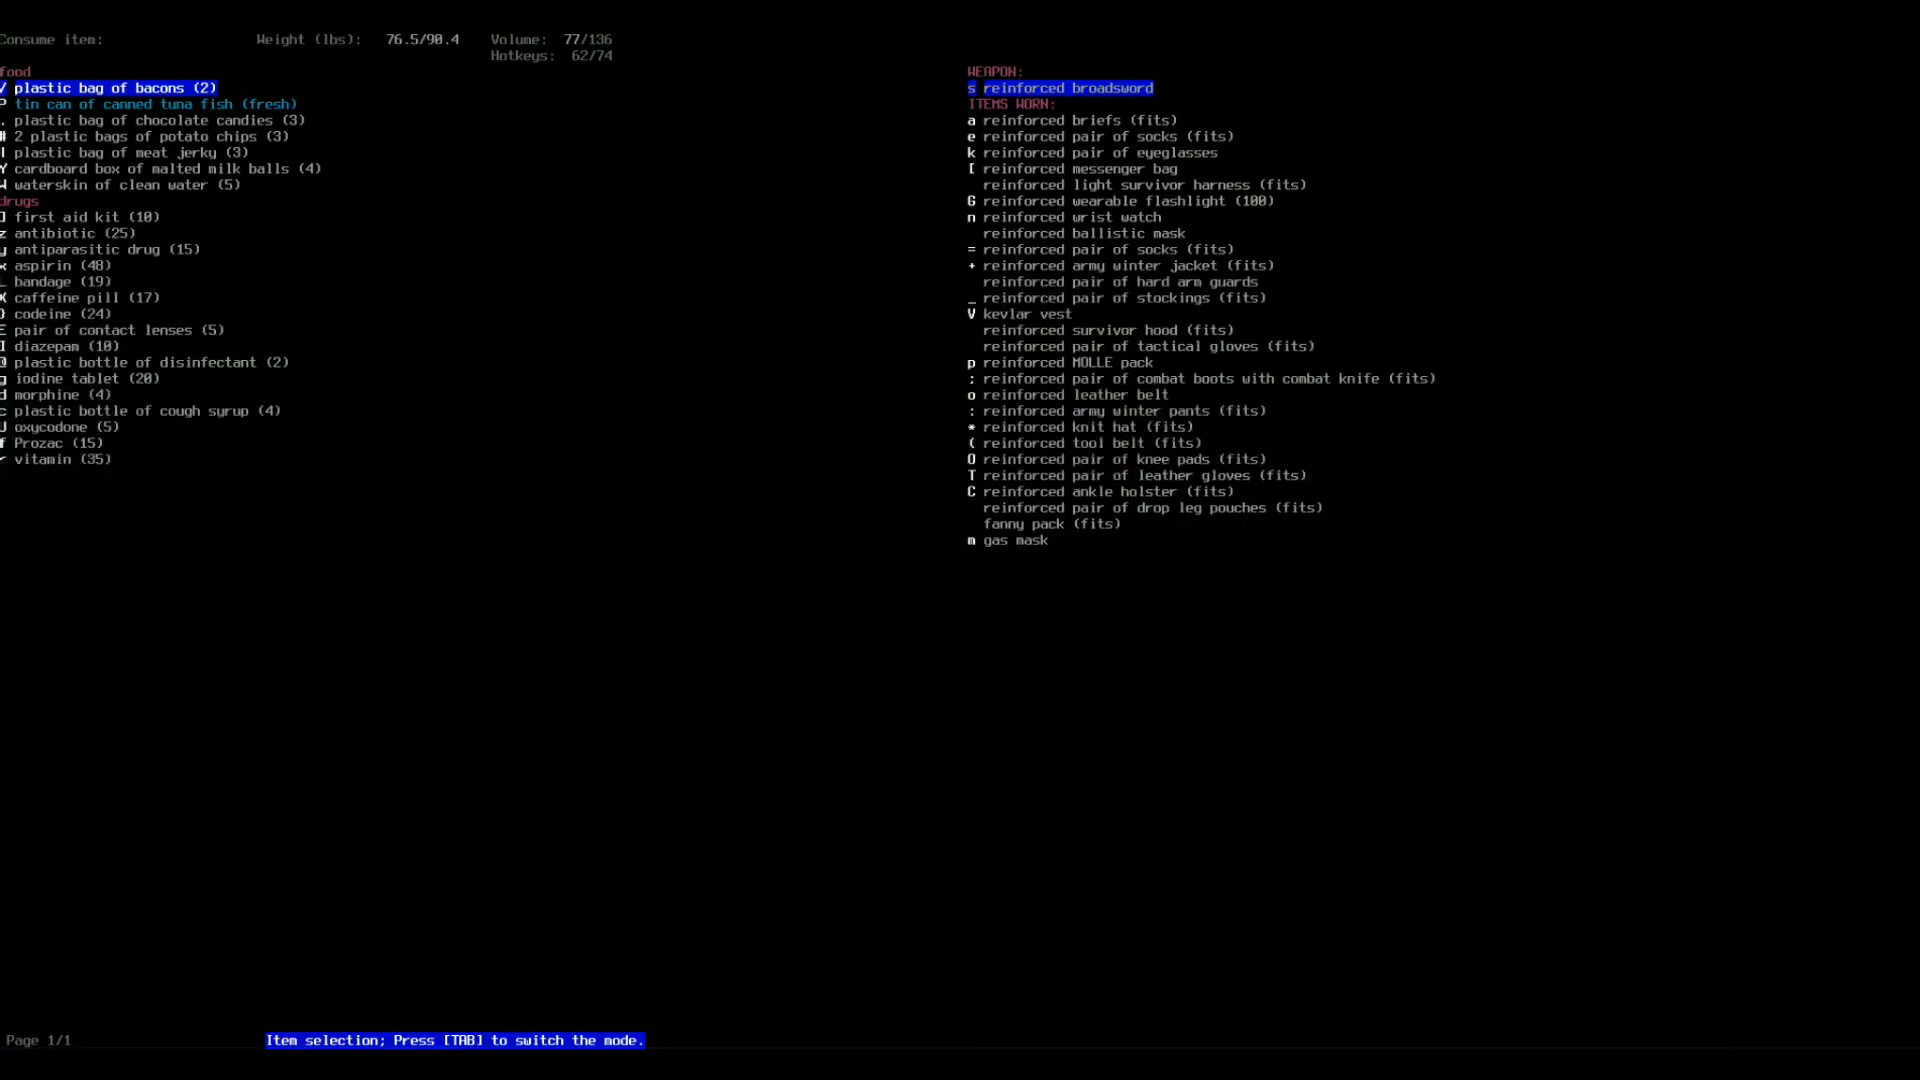 Consume item: Weight (lbs): 76.5/90.4 Volume: 77/136
Hotkeys: 62/74
food
V plastic bag of bacons (2)
P tin can of canned tuna fish (fresh)
. plastic bag of chocolate candies (3)
# 2 plastic bags of potato chips (3)
plastic bag of meat jerky (3)
Y cardboard box of malted milk balls (4)
W waterskin of clean water (5)
drugs
] first aid kit (10)
z antibiotic (25)
y antiparasitic drug (15)
x aspirin (48)
L bandage (19)
K caffeine pill (17)
} codeine (24)
E pair of contact lenses (5)
I diazepam (10)
@ plastic bottle of disinfectant (2)
g iodine tablet (20)
d morphine (4)
c plastic bottle of cough syrup (4)
U oxycodone (5)
f Prozac (15)
r vitamin (35)
WEAPON:
s reinforced broadsword
ITEMS WORN:
a reinforced briefs (fits)
e reinforced pair of socks (fits)
k reinforced pair of eyeglasses
[ reinforced messenger bag
reinforced light survivor harness (fits)
G reinforced wearable flashlight (100)
n reinforced wrist watch
reinforced ballistic mask
= reinforced pair of socks (fits)
+ reinforced army winter jacket (fits)
reinforced pair of hard arm guards
_ reinforced pair of stockings (fits)
V kevlar vest
reinforced survivor hood (fits)
reinforced pair of tactical gloves (fits)
p reinforced MOLLE pack
; reinforced pair of combat boots with combat knife (fits)
o reinforced leather belt
: reinforced army winter pants (fits)
* reinforced knit hat (fits)
( reinforced tool belt (fits)
O reinforced pair of knee pads (fits)
T reinforced pair of leather gloves (fits)
C reinforced ankle holster (fits)
reinforced pair of drop leg pouches (fits)
fanny pack (fits)
m gas mask
Page 1/1 Item selection; Press [TAB] to switch the mode.